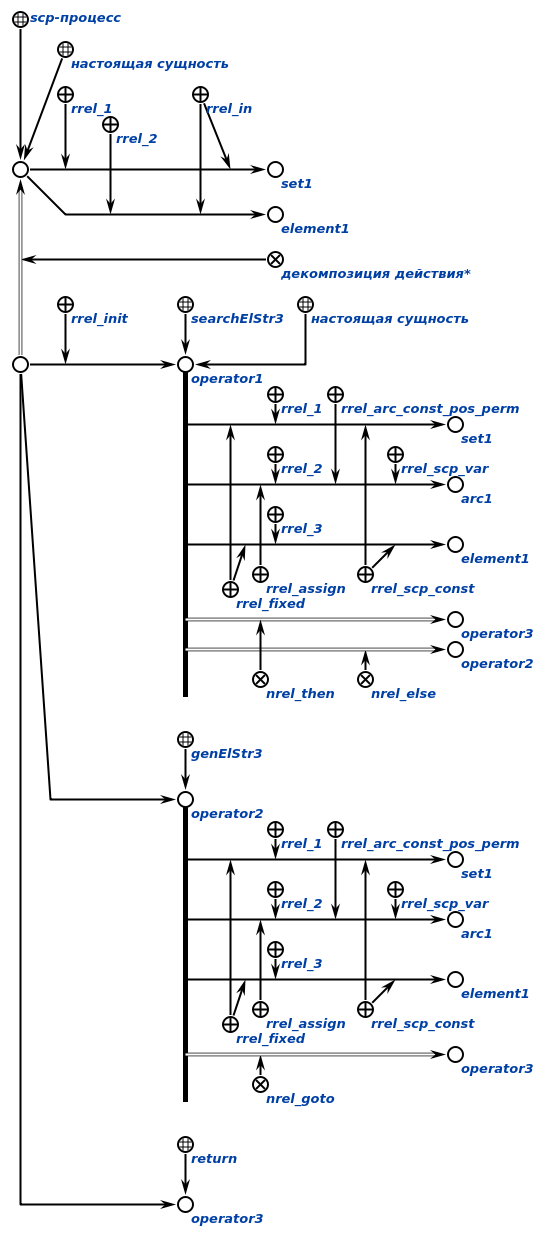 scp-процесс
настоящая сущность
rrel_1
rrel_in
rrel_2
set1
element1
декомпозиция действия*
rrel_init
searchElStr3
настоящая сущность
operator1
rrel_1
rrel_arc_const_pos_perm
set1
rrel_2
rrel_scp_var
arc1
rrel_3
element1
rrel_assign
rrel_scp_const
rrel_fixed
operator3
operator2
nrel_then
nrel_else
genElStr3
operator2
rrel_1
rrel_arc_const_pos_perm
set1
rrel_2
rrel_scp_var
arc1
rrel_3
element1
rrel_assign
rrel_scp_const
rrel_fixed
operator3
nrel_goto
return
operator3